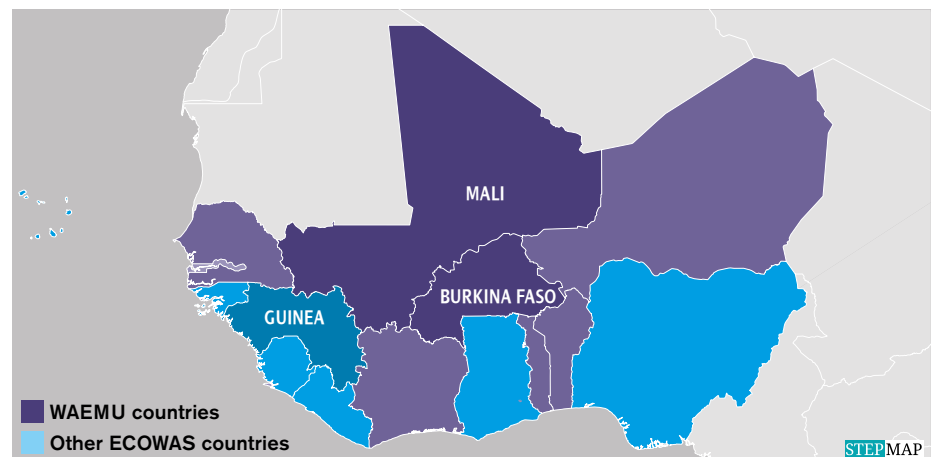 MALI
BURKINA FASO
GUINEA
WAEMU countries
Other ECOWAS countries
STEPMAP